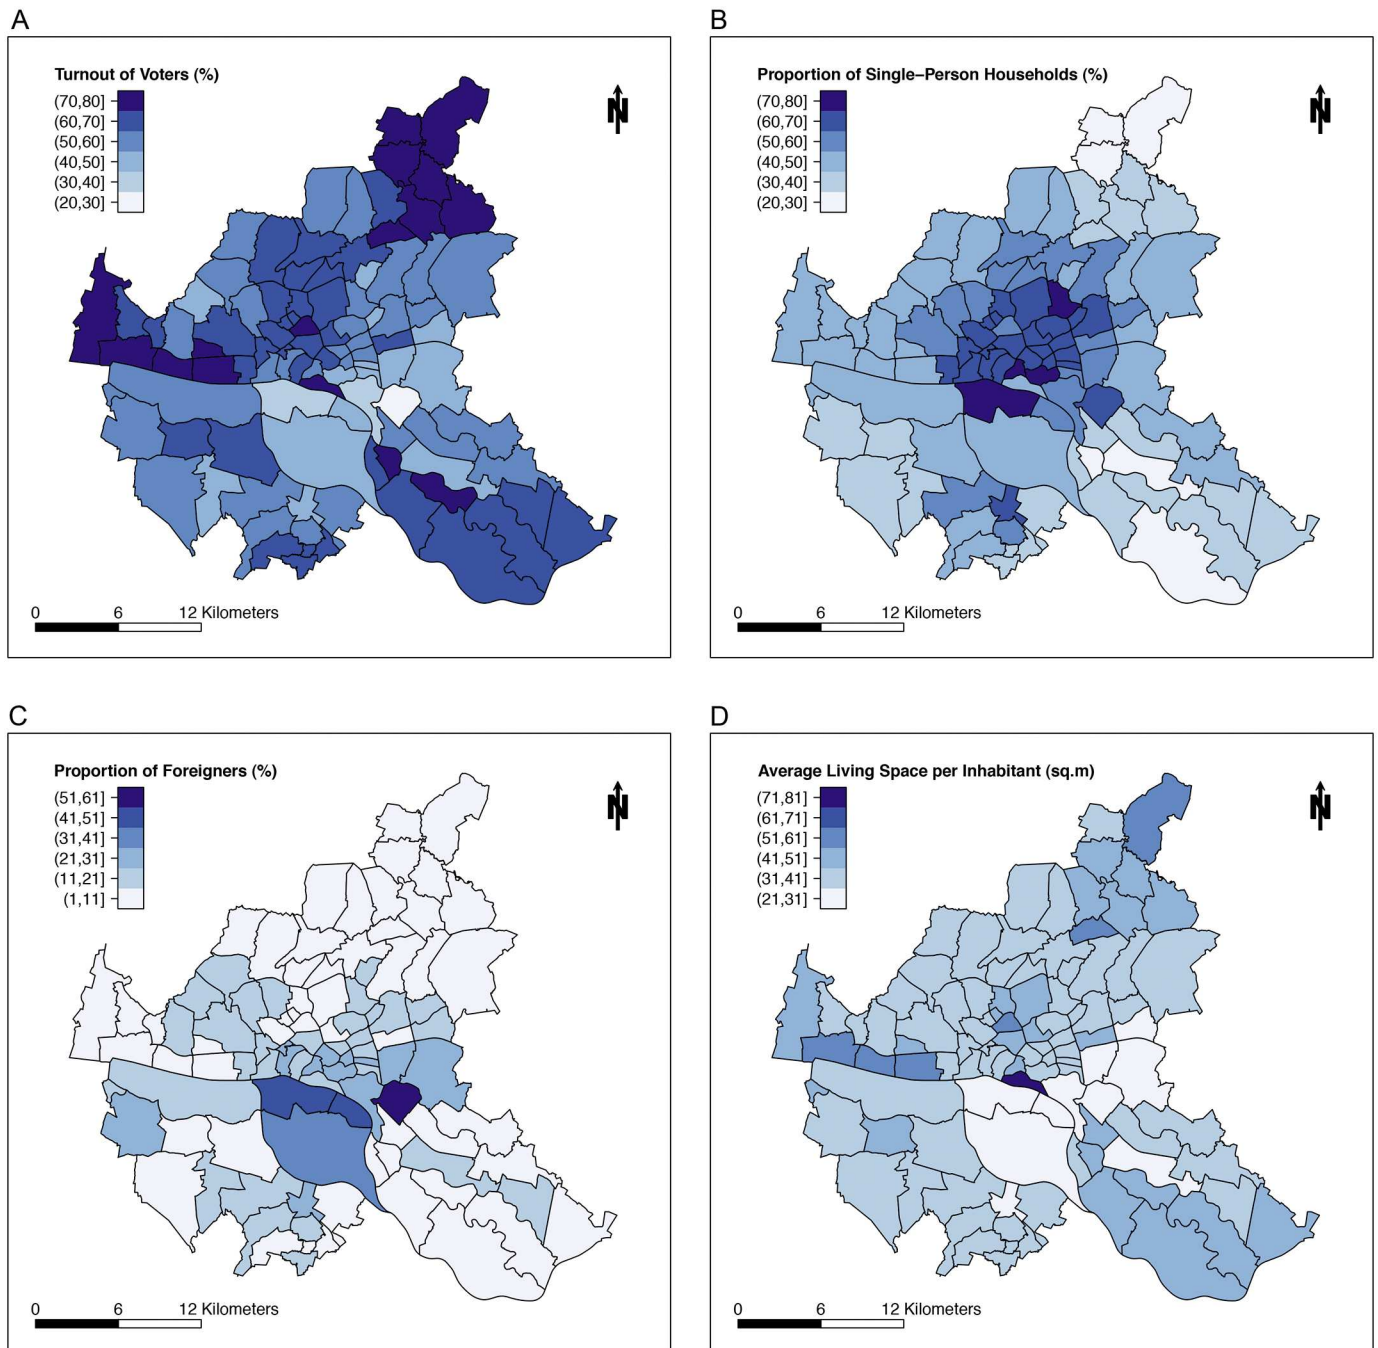 A
Turnout of Voters (%)
(70,80]
(60,70]
(50,60]
(40,50]
(30,40]
(20,30]
N
0 6 12 Kilometers
B
Proportion of Single−Person Households (%)
(70,80]
(60,70]
(50,60]
(40,50]
(30,40]
(20,30]
N
0 6 12 Kilometers
C
Proportion of Foreigners (%)
(51,61]
(41,51]
(31,41]
(21,31]
(11,21]
(1,11]
N
0 6 12 Kilometers
D
Average Living Space per Inhabitant (sq.m)
(71,81]
(61,71]
(51,61]
(41,51]
(31,41]
(21,31]
N
0 6 12 Kilometers